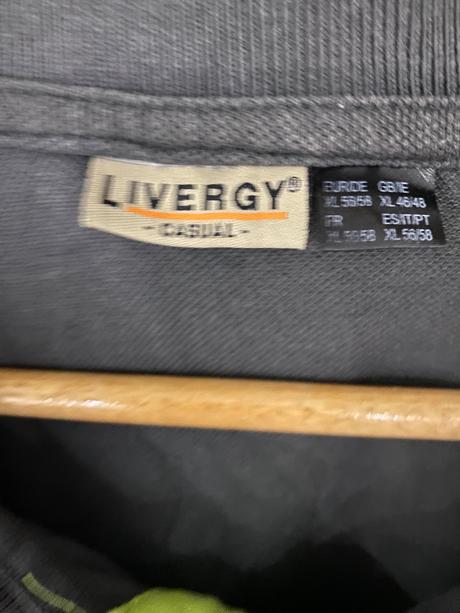 LIVERGY®
- CASUAL -
EUR/DE GB/IE
XL 56/58 XL 46/48
FR ES/IT/PT
XL 56/58 XL 56/58